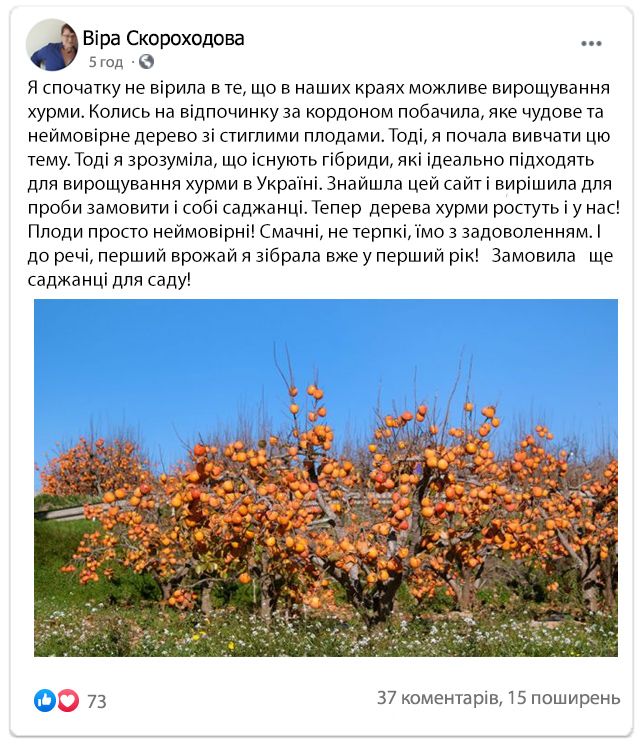 Віра Скороходова
5 год ·
Я спочатку не вірила в те, що в наших краях можливе вирощування
хурми. Колись на відпочинку за кордоном побачила, яке чудове та
неймовірне дерево зі стиглими плодами. Тоді, я почала вивчати цю
тему. Тоді я зрозуміла, що існують гібриди, які ідеально підходять
для вирощування хурми в Україні. Знайшла цей сайт і вирішила для
проби замовити і собі саджанці. Тепер дерева хурми ростуть і у нас!
Плоди просто неймовірні! Смачні, не терпкі, їмо з задоволенням. І
до речі, перший врожай я зібрала вже у перший рік! Замовила ще
саджанці для саду!
73
37 коментарів, 15 поширень